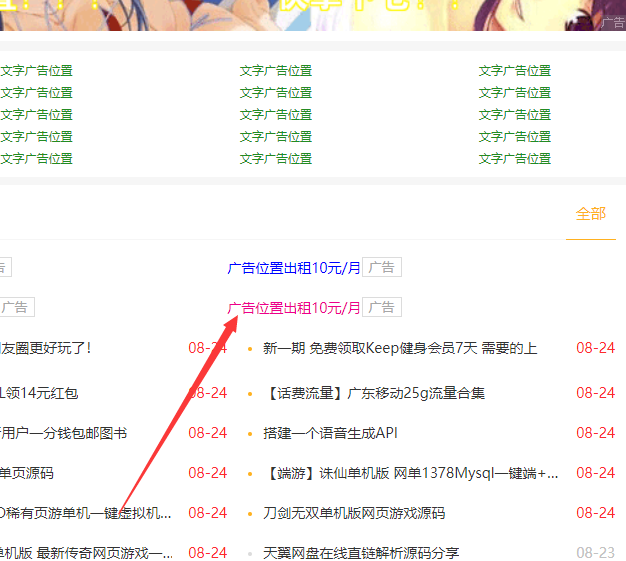 广告
文字广告位置 文字广告位置 文字广告位置
文字广告位置 文字广告位置 文字广告位置
文字广告位置 文字广告位置 文字广告位置
文字广告位置 文字广告位置 文字广告位置
文字广告位置 文字广告位置 文字广告位置
全部
告 广告位置出租10元/月 广告
广告 广告位置出租10元/月 广告
友圈更好玩了! 08-24 新一期 免费领取Keep健身会员7天 需要的上 08-24
领14元红包 08-24 【话费流量】广东移动25g流量合集 08-24
用户一分钱包邮图书 08-24 搭建一个语音生成API 08-24
单页源码 08-24 【端游】诛仙单机版 网单1378Mysql一键端+... 08-24
稀有页游单机一键虚拟机... 08-24 刀剑无双单机版网页游戏源码 08-24
单机版 最新传奇网页游戏一... 08-24 天翼网盘在线直链解析源码分享 08-23